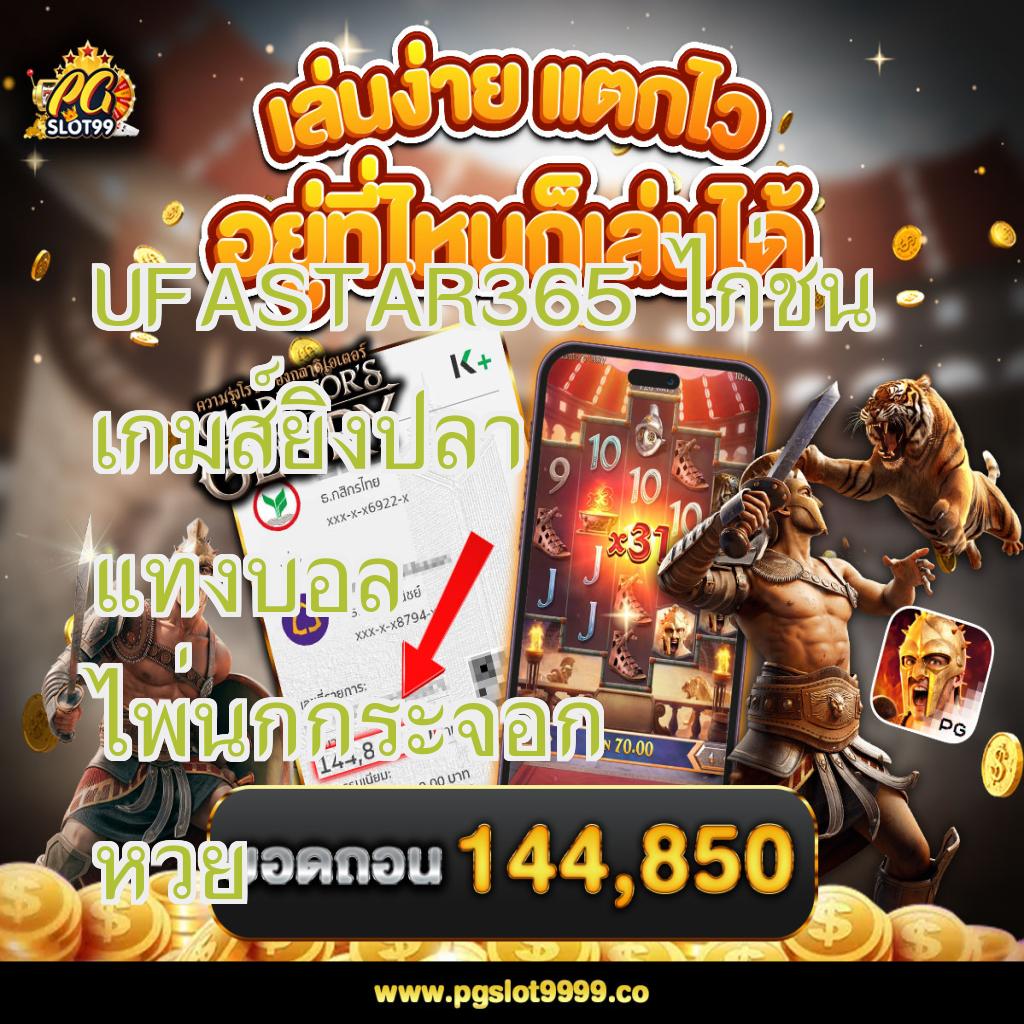 PG
SLOT99
เล่นง่าย แตกไว
อยู่ที่ไหนก็เล่นได้
UFASTAR365 ไก่ชน
K+
เกมส์ยิงปลา
ธ.กสิกรไทย
xxx-x-x6922-x
9
10
10
10
x31
J
J
แทงบอล
xxx-x-x8794-
ไพ่นกกระจอก
70.00
PG
หวย
ยอดถอน 144,850
www.pgslot9999.co